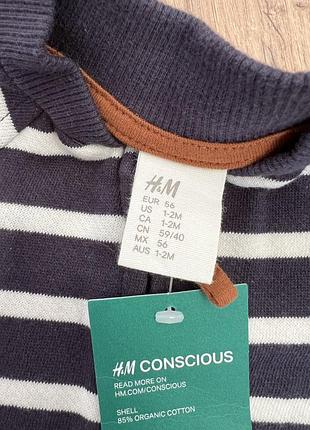 H&M
EUR 56
US 1-2M
CA 1-2M
CN 59/40
MX 56
AUS 1-2M
H&M CONSCIOUS
READ MORE ON
HM.COM/CONSCIOUS
SHELL
85% ORGANIC COTTON